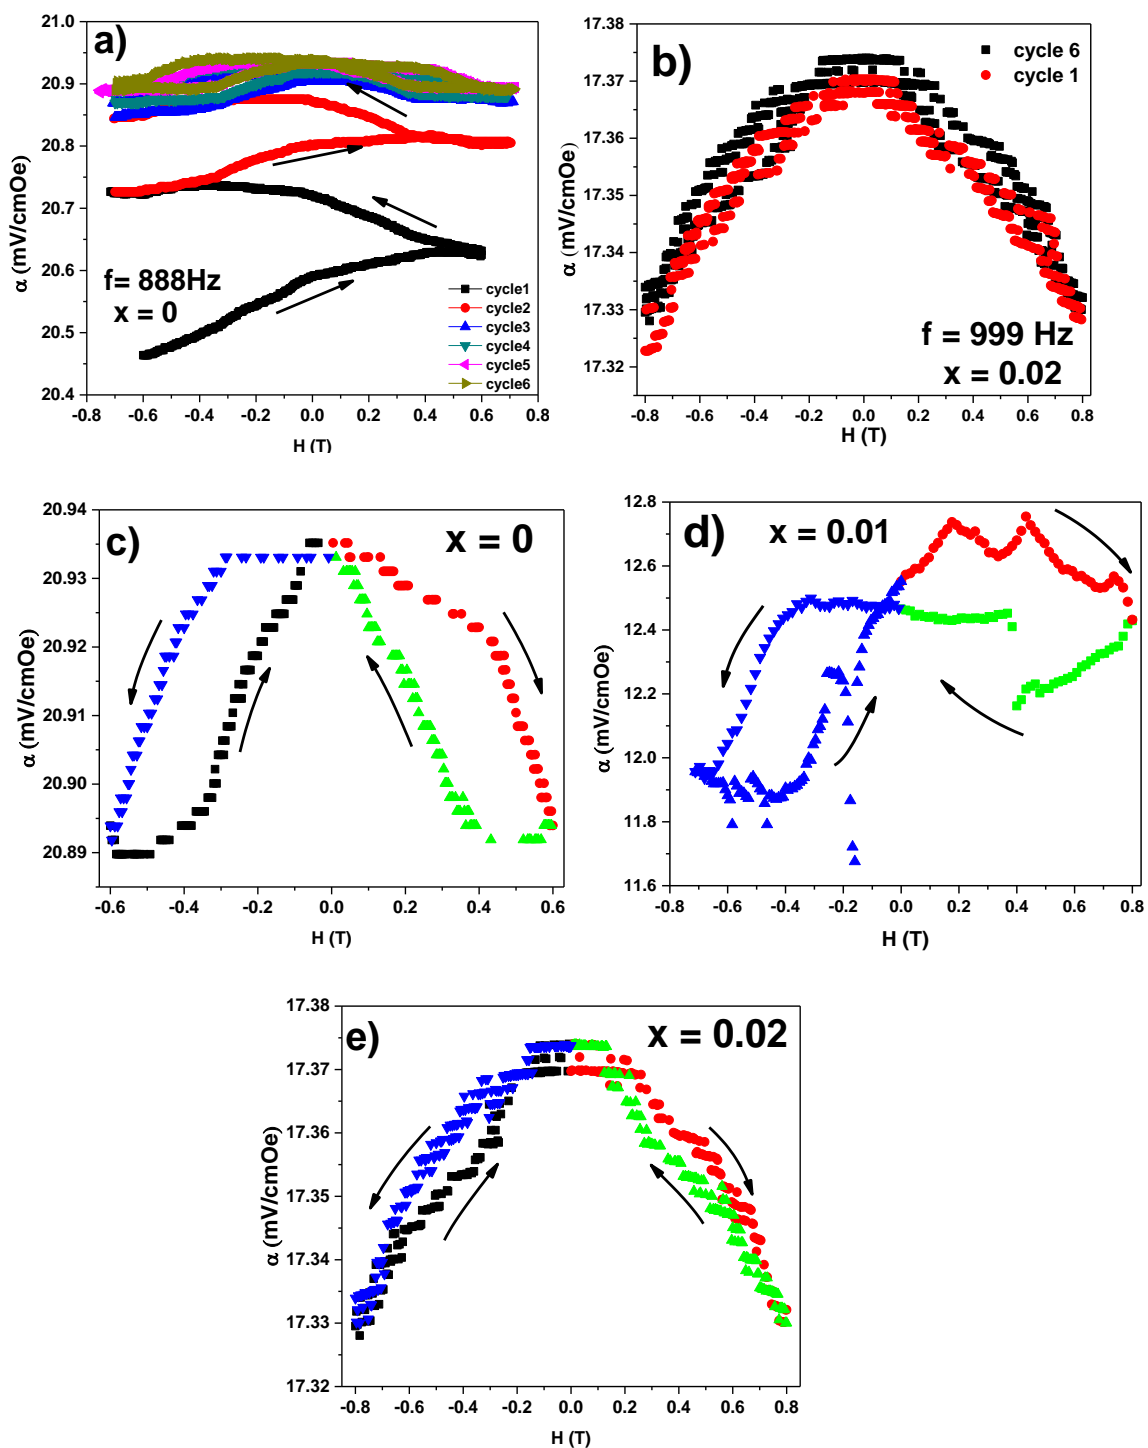 a)
21.0
20.9
20.8
20.7
20.6
20.5
20.4
α (mV/cmOe)
f= 888Hz
x = 0
cycle1
cycle2
cycle3
cycle4
cycle5
cycle6
-0.8 -0.6 -0.4 -0.2 0.0 0.2 0.4 0.6 0.8
H (T)
b)
17.38
17.37
17.36
17.35
17.34
17.33
17.32
α (mV/cmOe)
cycle 6
cycle 1
f = 999 Hz
x = 0.02
-0.8 -0.6 -0.4 -0.2 0.0 0.2 0.4 0.6 0.8
H (T)
c)
x = 0
20.94
20.93
20.92
20.91
20.90
20.89
α (mV/cmOe)
-0.6 -0.4 -0.2 0.0 0.2 0.4 0.6
H (T)
d)
x = 0.01
12.8
12.6
12.4
12.2
12.0
11.8
11.6
α (mV/cmOe)
-0.8 -0.6 -0.4 -0.2 0.0 0.2 0.4 0.6 0.8
H (T)
e)
x = 0.02
17.38
17.37
17.36
17.35
17.34
17.33
17.32
α (mV/cmOe)
-0.8 -0.6 -0.4 -0.2 0.0 0.2 0.4 0.6 0.8
H (T)